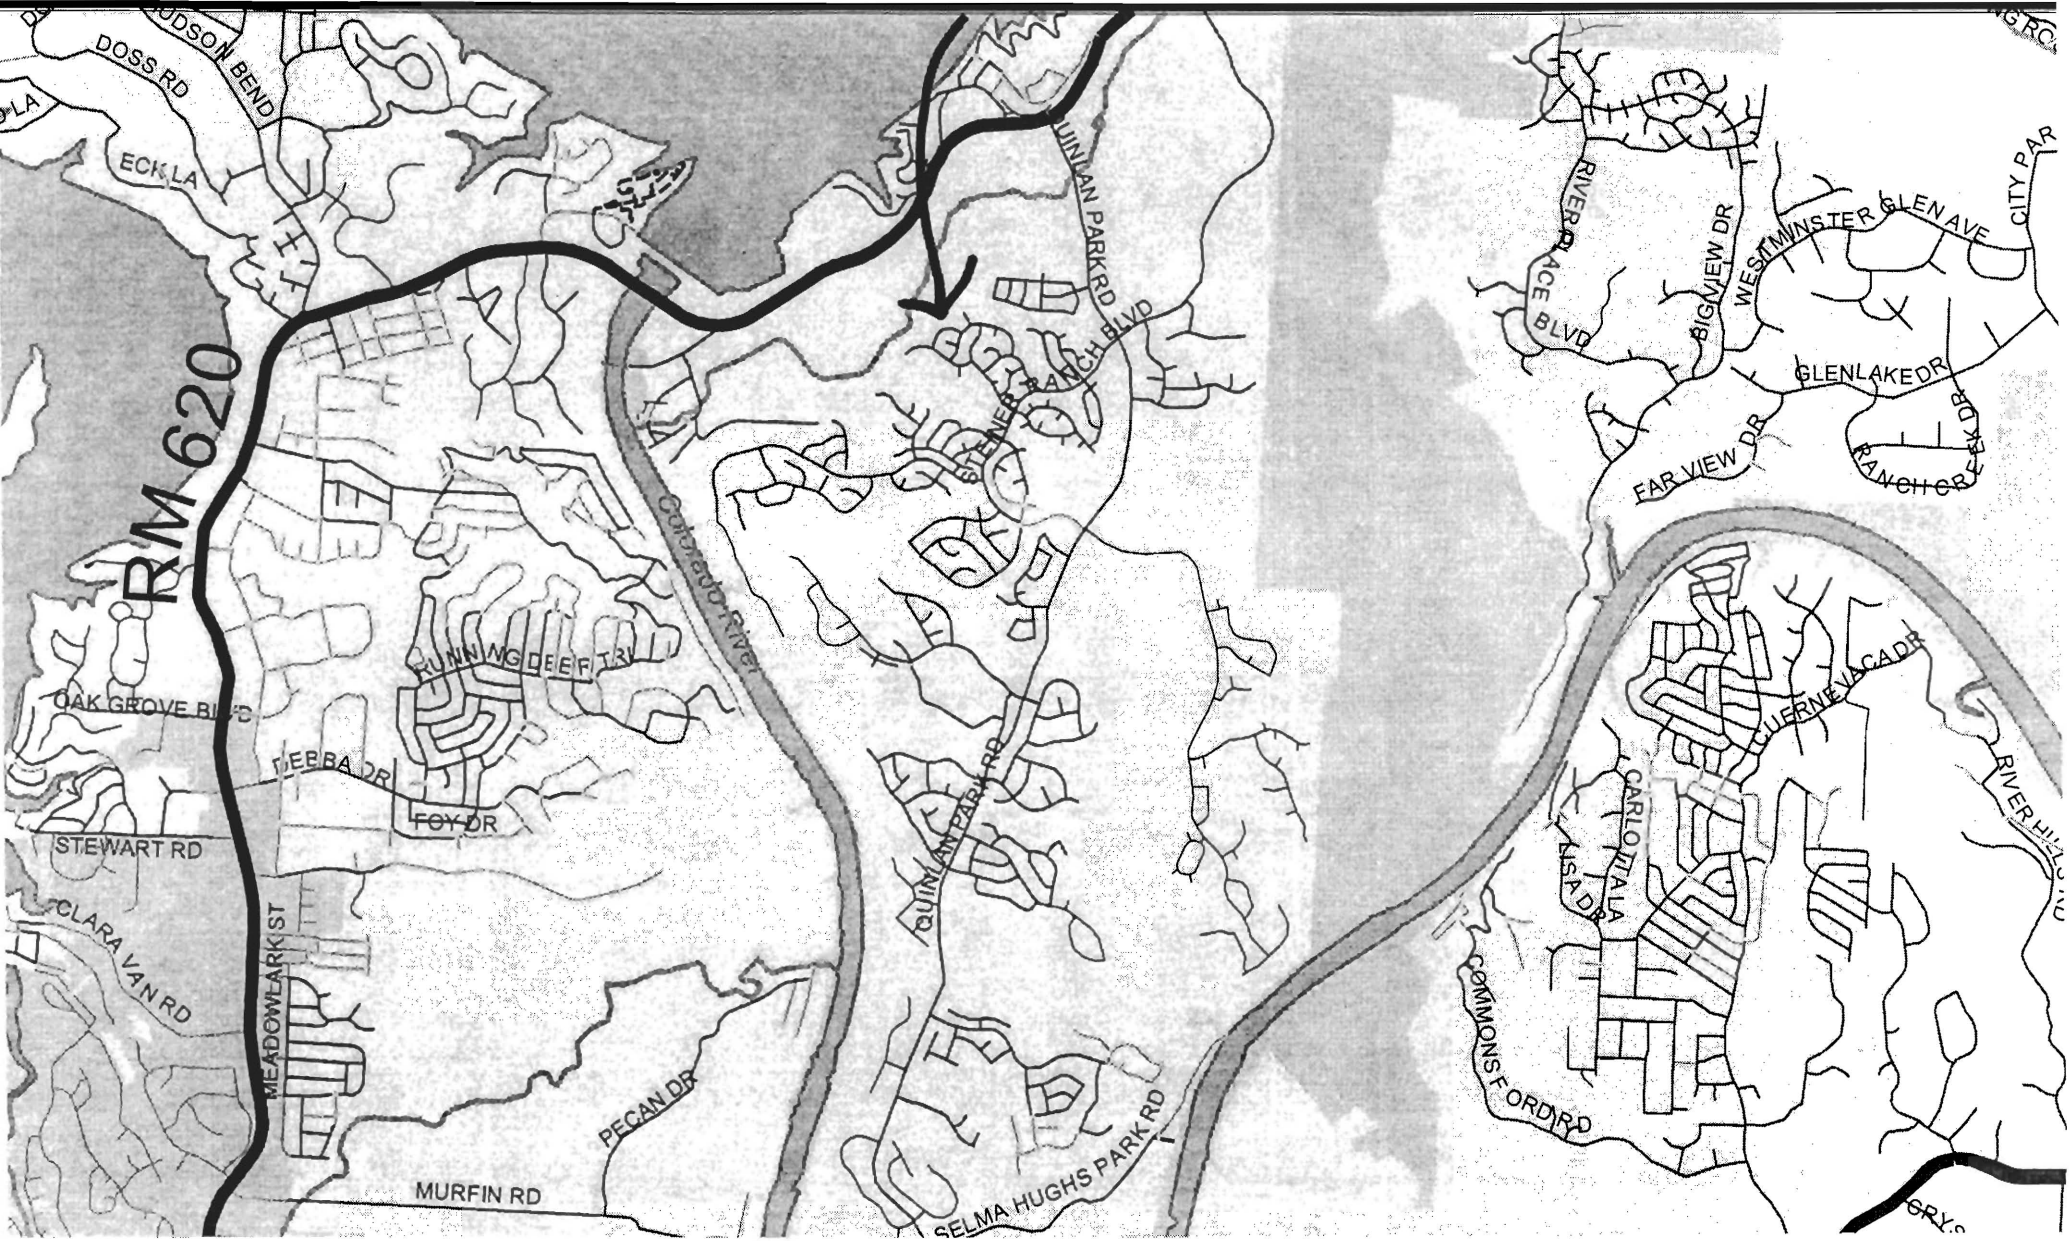 HUDSON BEND
DOSS RD
ECK LA
QUINLAN PARK RD
RIVER PLACE BLVD
BIG VIEW DR
WESTMINSTER GLEN AVE
CITY PAR
STEINER RANCH BLVD
GLENLAKE DR
FAR VIEW DR
RANCH CREEK DR
RM 620
Colorado River
RUNNING DEER TRL
OAK GROVE BLVD
DEBBA DR
FOY DR
STEWART RD
CLARA VAN RD
MEADOWLARK ST
QUINLAN PARK RD
CUERNEVACA DR
CARLOTTA LA
LISA DR
COMMONS FORD RD
PECAN DR
MURFIN RD
SELMA HUGHS PARK RD